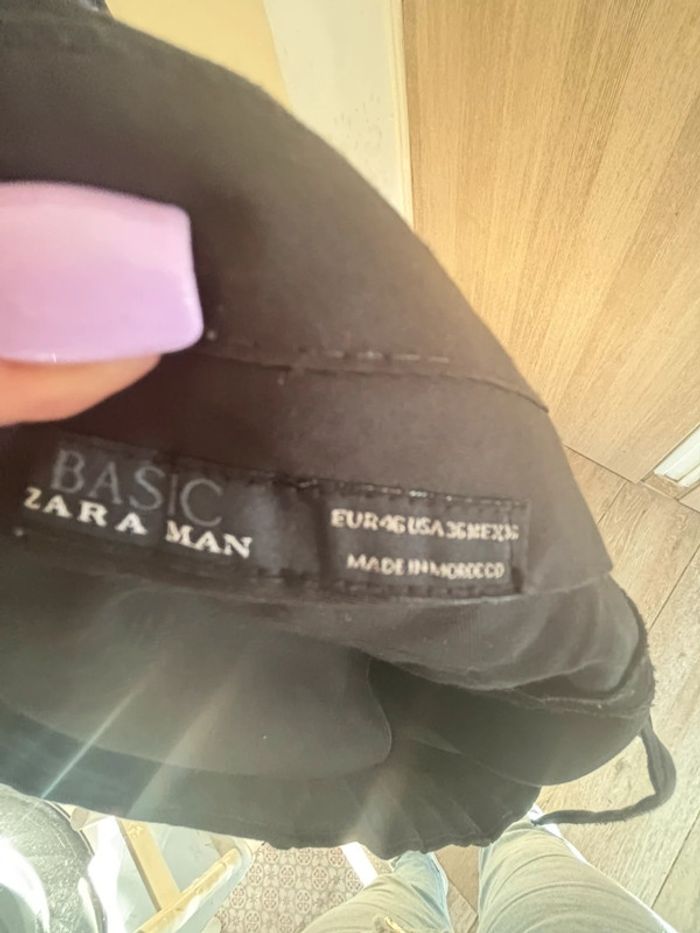 BASIC
ZARA MAN
EUR 46 USA 36 MEX 36
MADE IN MOROCCO